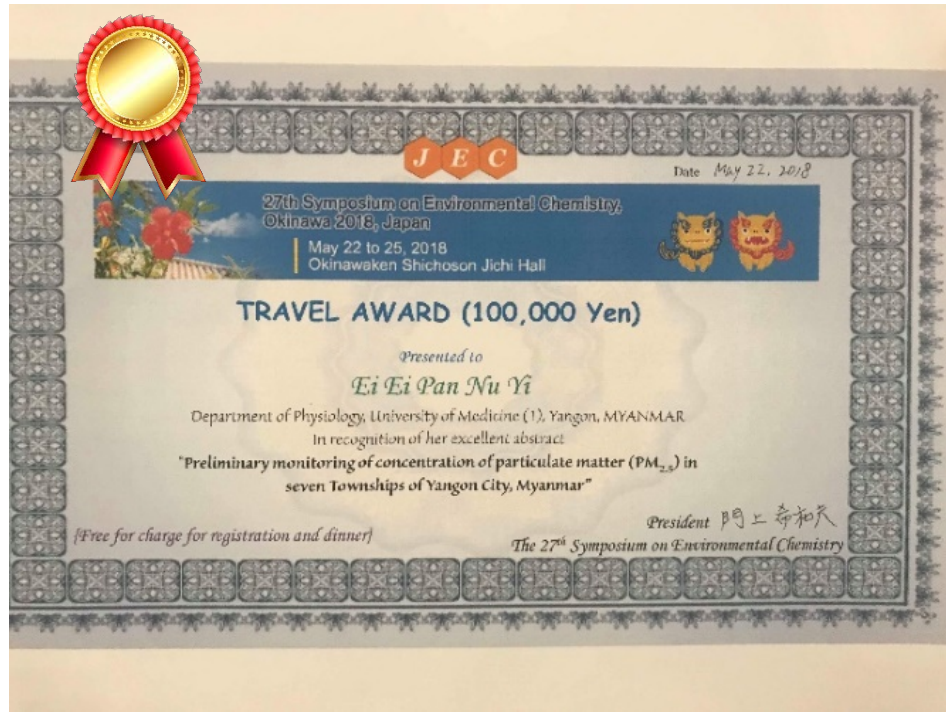 J E C
Date May 22, 2018
27th Symposium on Environmental Chemistry,
Okinawa 2018, Japan
May 22 to 25, 2018
Okinawaken Shichoson Jichi Hall
TRAVEL AWARD (100,000 Yen)
Presented to
Ei Ei Pan Nu Yi
Department of Physiology, University of Medicine (1), Yangon, MYANMAR
In recognition of her excellent abstract
"Preliminary monitoring of concentration of particulate matter (PM2.5) in
seven Townships of Yangon City, Myanmar"
President 門上希和夫
{Free for charge for registration and dinner}
The 27th Symposium on Environmental Chemistry